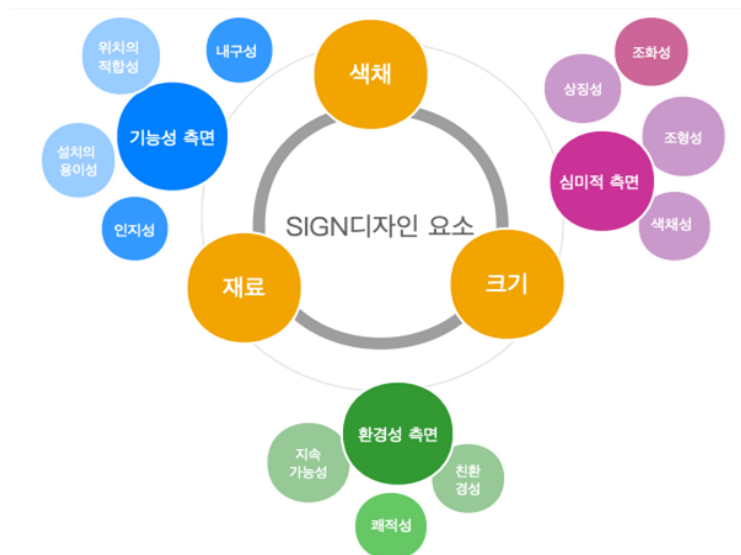 위치의
적합성
내구성
기능성 측면
설치의
용이성
인지성
색채
SIGN디자인 요소
재료
크기
조화성
상징성
조형성
심미적 측면
색채성
환경성 측면
지속
가능성
친환
경성
쾌적성